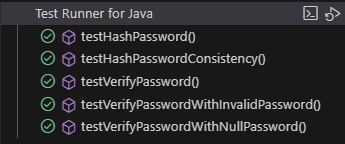 Test Runner for Java
testHashPassword()
testHashPasswordConsistency()
testVerifyPassword()
testVerifyPasswordWithInvalidPassword()
testVerifyPasswordWithNullPassword()